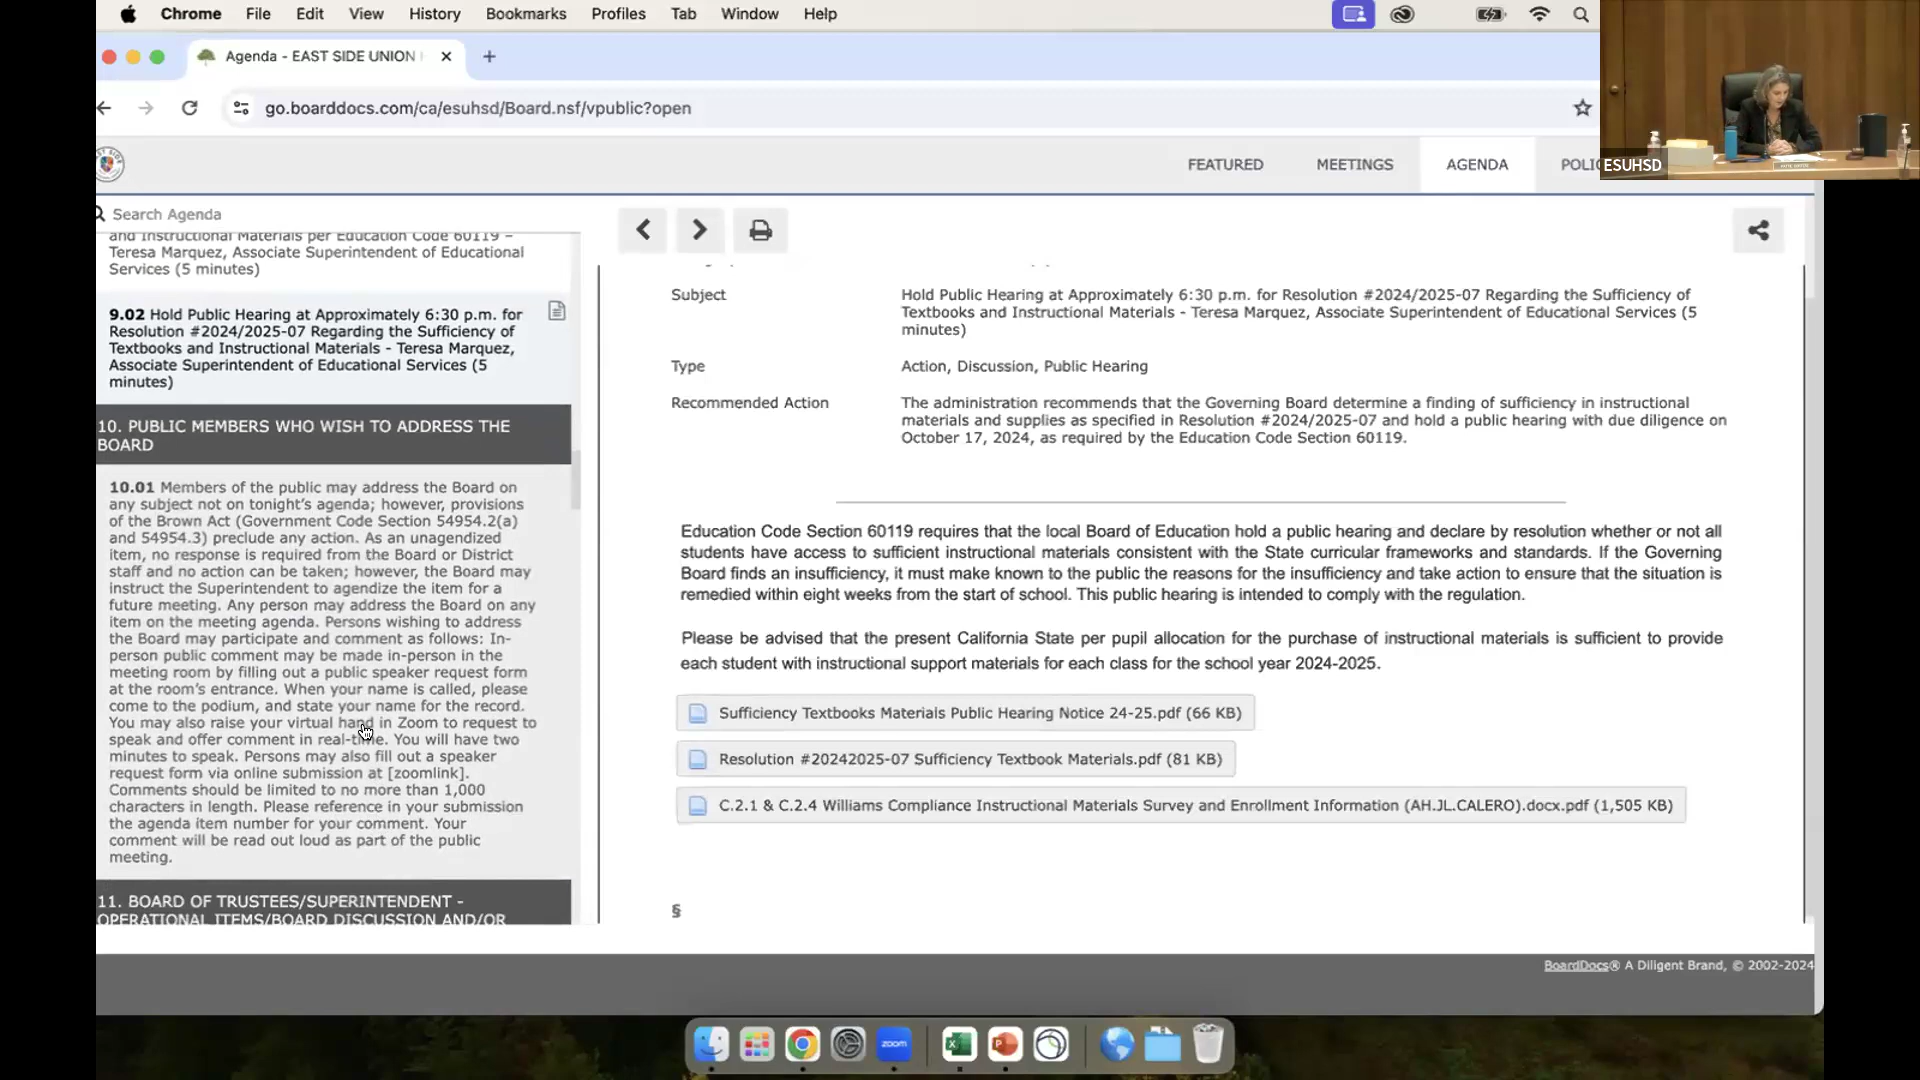 Chrome File Edit View History Bookmarks Profiles Tab Window Help
Agenda - EAST SIDE UNION
go.boarddocs.com/ca/esuhsd/Board.nsf/vpublic?open
ESUHSD
FEATURED MEETINGS AGENDA POLIC
Search Agenda
and Instructional Materials per Education Code 60119 –
Teresa Marquez, Associate Superintendent of Educational
Services (5 minutes)
9.02 Hold Public Hearing at Approximately 6:30 p.m. for
Resolution #2024/2025-07 Regarding the Sufficiency of
Textbooks and Instructional Materials - Teresa Marquez,
Associate Superintendent of Educational Services (5
minutes)
10. PUBLIC MEMBERS WHO WISH TO ADDRESS THE
BOARD
10.01 Members of the public may address the Board on
any subject not on tonight's agenda; however, provisions
of the Brown Act (Government Code Section 54954.2(a)
and 54954.3) preclude any action. As an unagendized
item, no response is required from the Board or District
staff and no action can be taken; however, the Board may
instruct the Superintendent to agendize the item for a
future meeting. Any person may address the Board on any
item on the meeting agenda. Persons wishing to address
the Board may participate and comment as follows: In-
person public comment may be made in-person in the
meeting room by filling out a public speaker request form
at the room's entrance. When your name is called, please
come to the podium, and state your name for the record.
You may also raise your virtual hand in Zoom to request to
speak and offer comment in real-time. You will have two
minutes to speak. Persons may also fill out a speaker
request form via online submission at [zoomlink].
Comments should be limited to no more than 1,000
characters in length. Please reference in your submission
the agenda item number for your comment. Your
comment will be read out loud as part of the public
meeting.
11. BOARD OF TRUSTEES/SUPERINTENDENT -
OPERATIONAL ITEMS/BOARD DISCUSSION AND/OR
Subject Hold Public Hearing at Approximately 6:30 p.m. for Resolution #2024/2025-07 Regarding the Sufficiency of
Textbooks and Instructional Materials - Teresa Marquez, Associate Superintendent of Educational Services (5
minutes)
Type Action, Discussion, Public Hearing
Recommended Action The administration recommends that the Governing Board determine a finding of sufficiency in instructional
materials and supplies as specified in Resolution #2024/2025-07 and hold a public hearing with due diligence on
October 17, 2024, as required by the Education Code Section 60119.
Education Code Section 60119 requires that the local Board of Education hold a public hearing and declare by resolution whether or not all
students have access to sufficient instructional materials consistent with the State curricular frameworks and standards. If the Governing
Board finds an insufficiency, it must make known to the public the reasons for the insufficiency and take action to ensure that the situation is
remedied within eight weeks from the start of school. This public hearing is intended to comply with the regulation.
Please be advised that the present California State per pupil allocation for the purchase of instructional materials is sufficient to provide
each student with instructional support materials for each class for the school year 2024-2025.
Sufficiency Textbooks Materials Public Hearing Notice 24-25.pdf (66 KB)
Resolution #20242025-07 Sufficiency Textbook Materials.pdf (81 KB)
C.2.1 & C.2.4 Williams Compliance Instructional Materials Survey and Enrollment Information (AH.JL.CALERO).docx.pdf (1,505 KB)
§
BoardDocs® A Diligent Brand, © 2002-2024
zoom